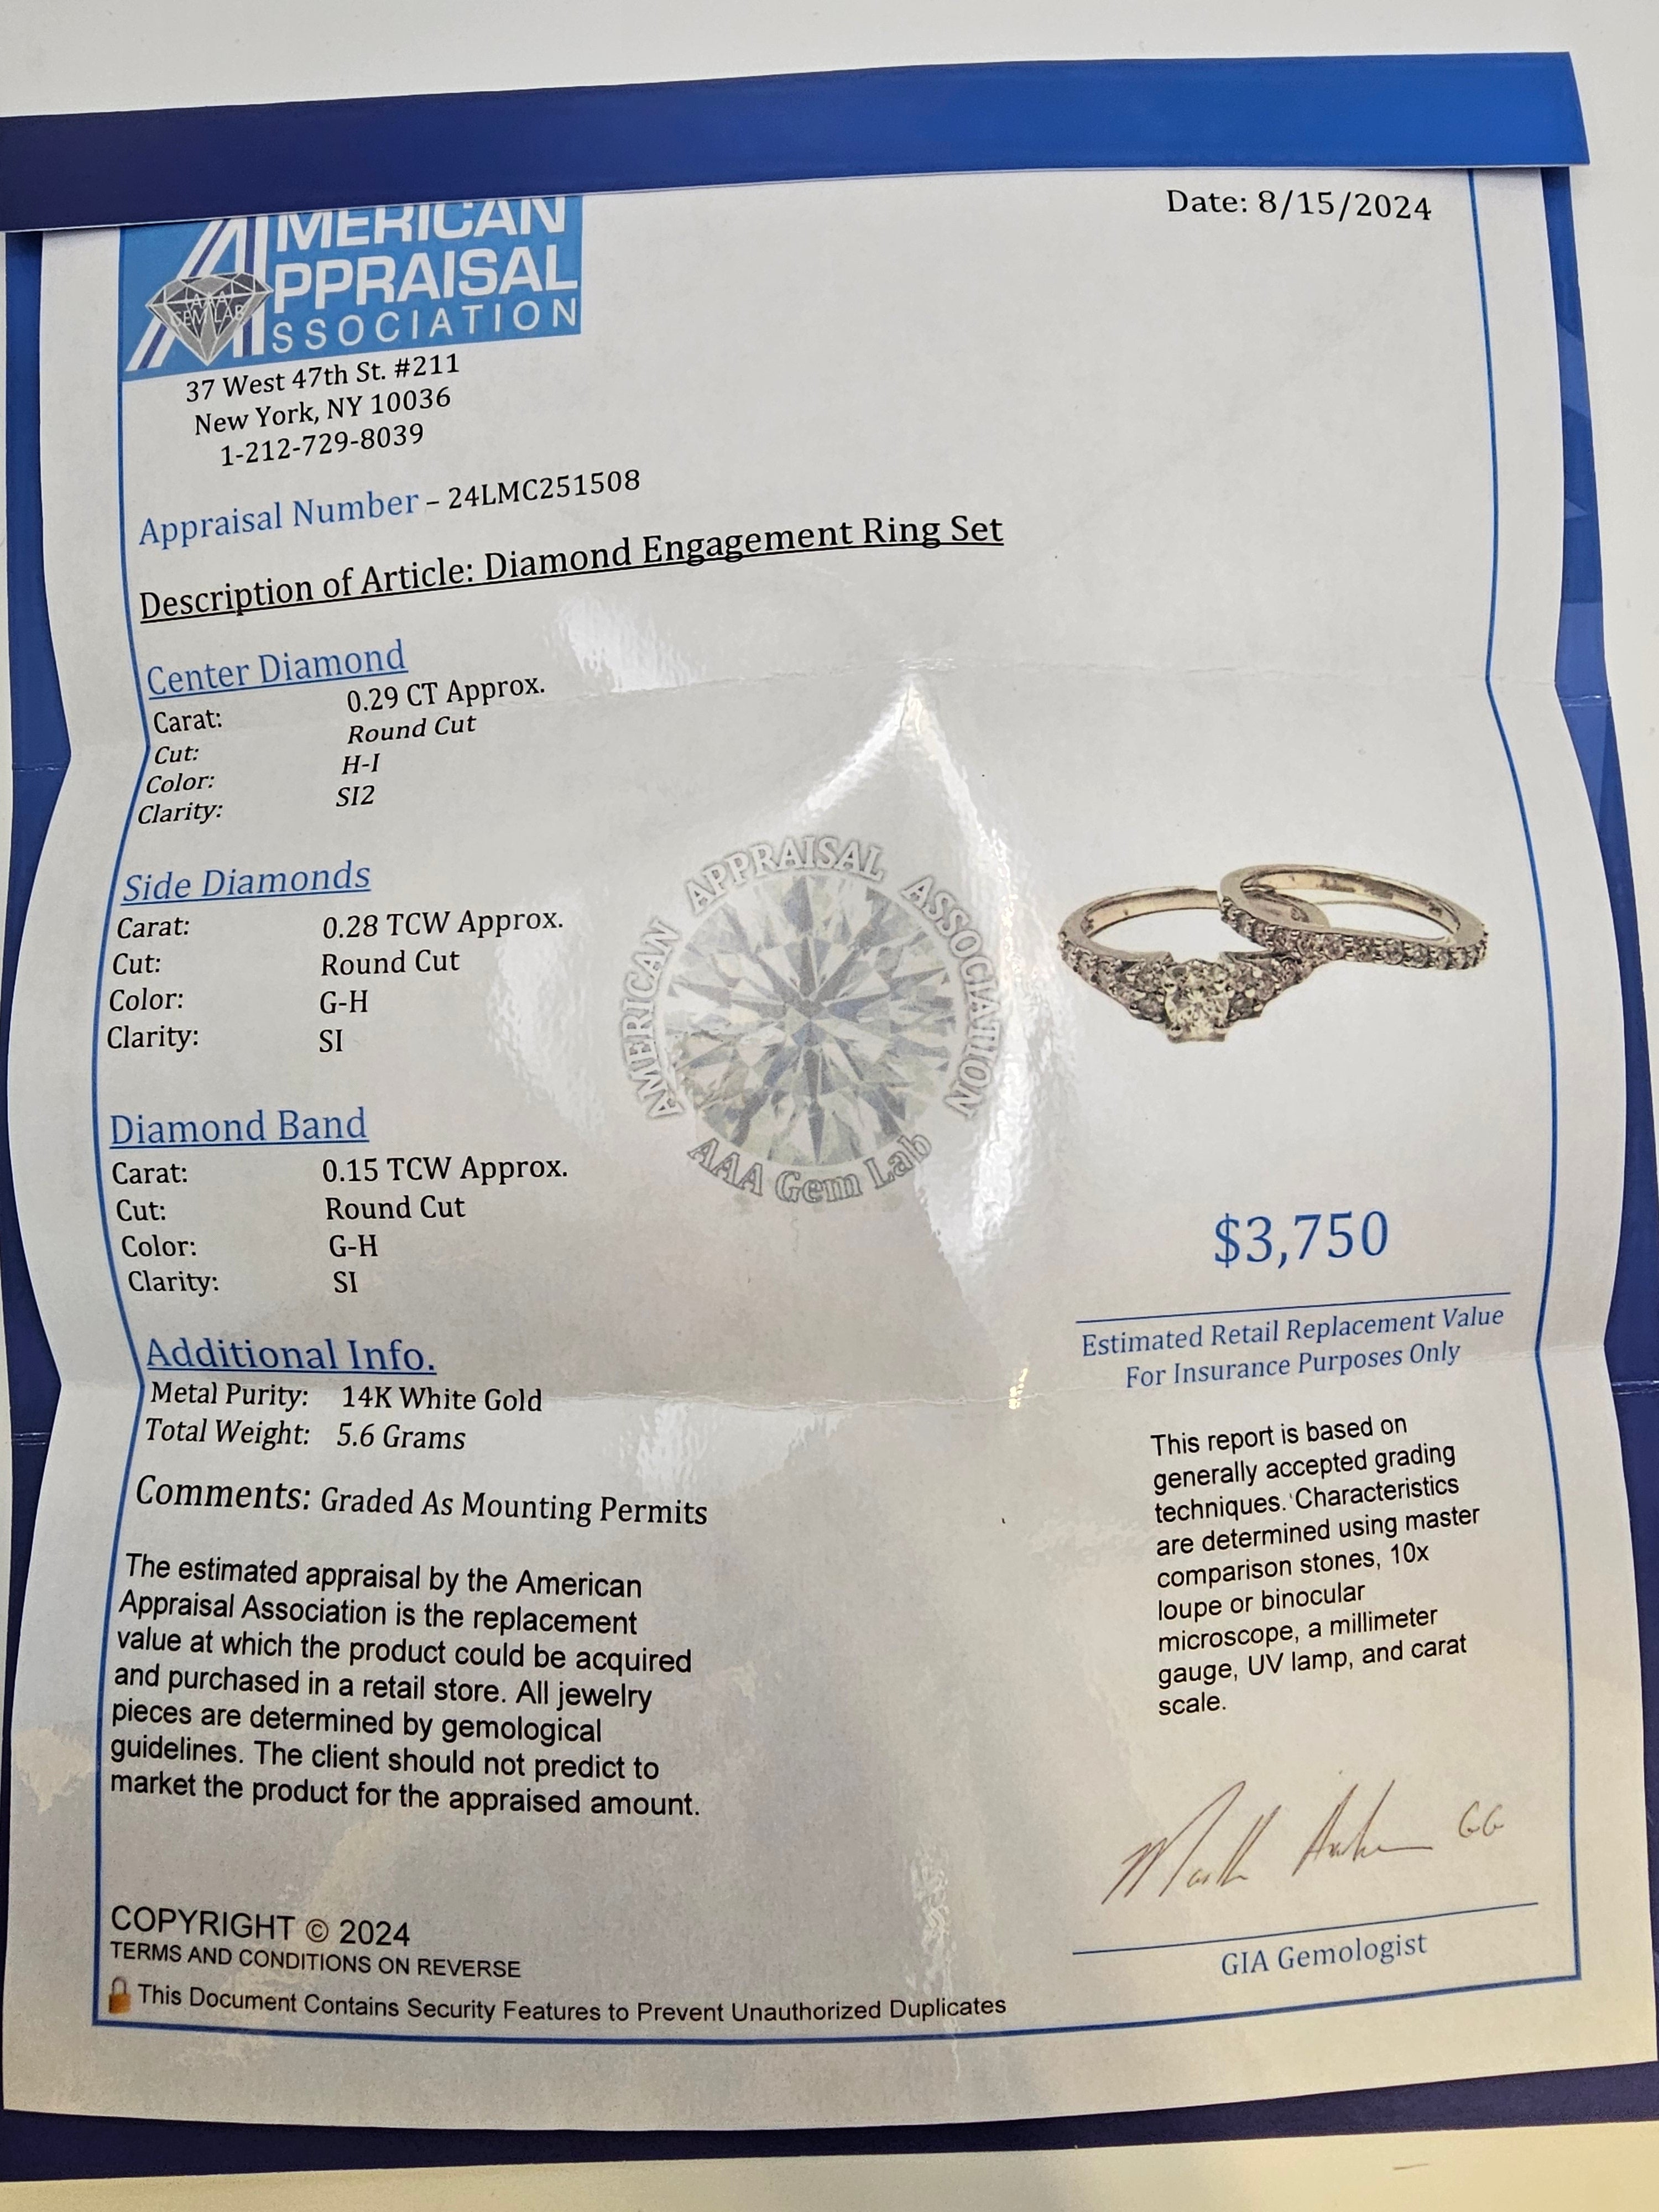 Date: 8/15/2024
AMERICAN
APPRAISAL
ASSOCIATION
AAA
GEM LAB
37 West 47th St. #211
New York, NY 10036
1-212-729-8039
Appraisal Number – 24LMC251508
Description of Article: Diamond Engagement Ring Set
Center Diamond
Carat: 0.29 CT Approx.
Cut: Round Cut
Color: H-I
Clarity: SI2
Side Diamonds
Carat: 0.28 TCW Approx.
Cut: Round Cut
Color: G-H
Clarity: SI
Diamond Band
Carat: 0.15 TCW Approx.
Cut: Round Cut
Color: G-H
Clarity: SI
Additional Info.
Metal Purity: 14K White Gold
Total Weight: 5.6 Grams
Comments: Graded As Mounting Permits
The estimated appraisal by the American
Appraisal Association is the replacement
value at which the product could be acquired
and purchased in a retail store. All jewelry
pieces are determined by gemological
guidelines. The client should not predict to
market the product for the appraised amount.
COPYRIGHT © 2024
TERMS AND CONDITIONS ON REVERSE
This Document Contains Security Features to Prevent Unauthorized Duplicates
AMERICAN APPRAISAL ASSOCIATION
AAA Gem Lab
$3,750
Estimated Retail Replacement Value
For Insurance Purposes Only
This report is based on
generally accepted grading
techniques. Characteristics
are determined using master
comparison stones, 10x
loupe or binocular
microscope, a millimeter
gauge, UV lamp, and carat
scale.
GG
GIA Gemologist